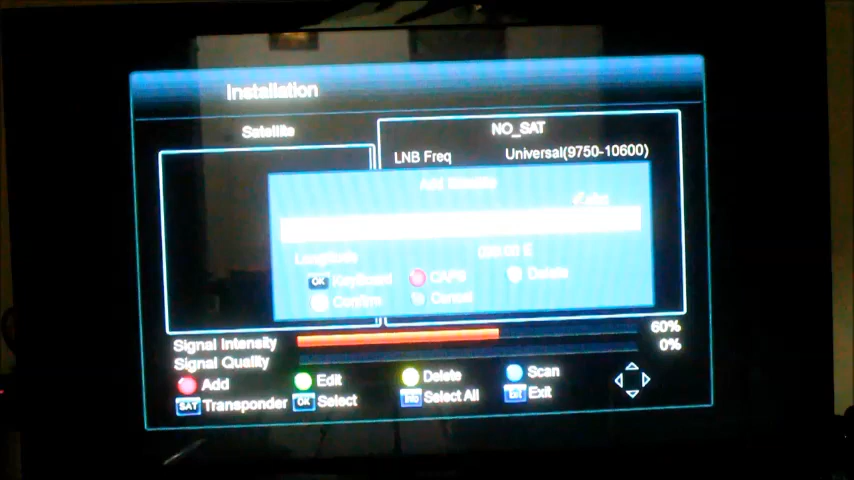 Installation
Satellite
NO_SAT
LNB Freq Universal(9750-10600)
Add Satellite
abc
Longitude 000.00 E
OK KeyBoard CAPS Delete
Confirm Cancel
Signal Intensity 60%
Signal Quality 0%
Add Edit Delete Scan
SAT Transponder OK Select Info Select All Exit Exit